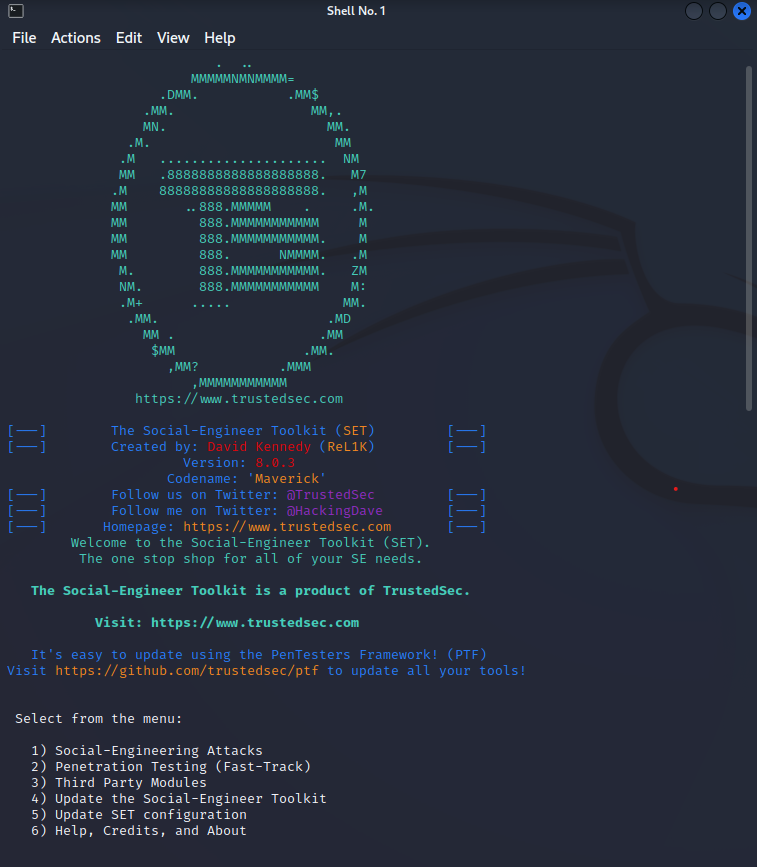 Shell No. 1
File Actions Edit View Help
.   ..
MMMMMNMNMMMM=
.DMM.           .MM$
.MM.                 MM,.
MN.                    MM.
.M.                       MM
.M   .....................  NM
MM   .8888888888888888888.   M7
.M    88888888888888888888.   ,M
MM       ..888.MMMMM    .     .M.
MM         888.MMMMMMMMMMM     M
MM         888.MMMMMMMMMMM.    M
MM         888.      NMMMM.   .M
M.        888.MMMMMMMMMMM.   ZM
NM.       888.MMMMMMMMMMM    M:
.M+      .....              MM.
.MM.                     .MD
MM .                  .MM
$MM                .MM.
,MM?          .MMM
,MMMMMMMMMMM
https://www.trustedsec.com
[---]        The Social-Engineer Toolkit (SET)         [---]
[---]        Created by: David Kennedy (ReL1K)         [---]
Version: 8.0.3
Codename: 'Maverick'
[---]        Follow us on Twitter: @TrustedSec         [---]
[---]        Follow me on Twitter: @HackingDave        [---]
[---]       Homepage: https://www.trustedsec.com       [---]
Welcome to the Social-Engineer Toolkit (SET).
The one stop shop for all of your SE needs.
The Social-Engineer Toolkit is a product of TrustedSec.
Visit: https://www.trustedsec.com
It's easy to update using the PenTesters Framework! (PTF)
Visit https://github.com/trustedsec/ptf to update all your tools!
Select from the menu:
1) Social-Engineering Attacks
2) Penetration Testing (Fast-Track)
3) Third Party Modules
4) Update the Social-Engineer Toolkit
5) Update SET configuration
6) Help, Credits, and About